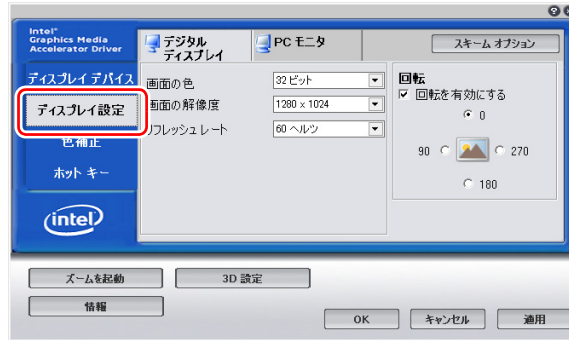 Intel®
Graphics Media
Accelerator Driver
デジタル
ディスプレイ
PC モニタ
スキーム オプション
ディスプレイ デバイス
ディスプレイ設定
色補正
ホット キー
intel
画面の色
32 ビット
画面の解像度
1280 x 1024
リフレッシュ レート
60 ヘルツ
回転
回転を有効にする
0
90
270
180
ズームを起動
3D 設定
情報
OK
キャンセル
適用